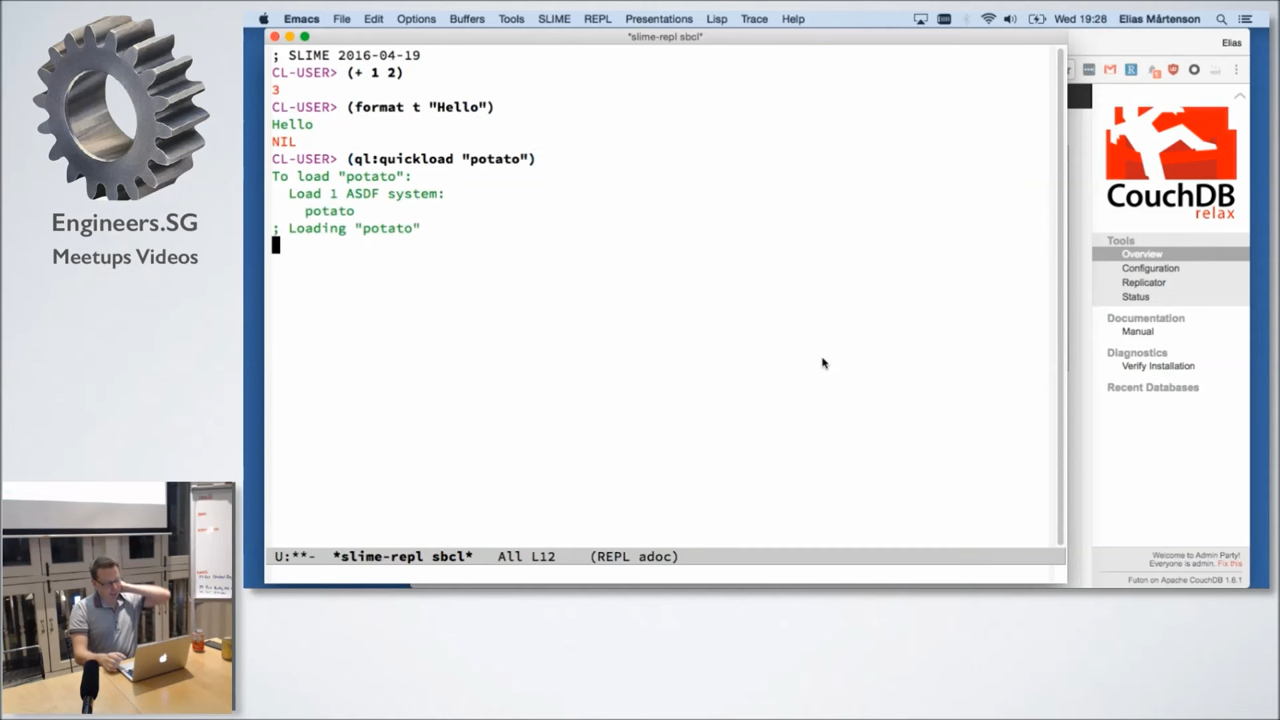 Engineers.SG
Meetups Videos
Emacs File Edit Options Buffers Tools SLIME REPL Presentations Lisp Trace Help
Wed 19:28 Elias Mårtenson
*slime-repl sbcl*
; SLIME 2016-04-19
CL-USER> (+ 1 2)
3
CL-USER> (format t "Hello")
Hello
NIL
CL-USER> (ql:quickload "potato")
To load "potato":
Load 1 ASDF system:
potato
; Loading "potato"
U:**- *slime-repl sbcl* All L12 (REPL adoc)
Elias
CouchDB
relax
Tools
Overview
Configuration
Replicator
Status
Documentation
Manual
Diagnostics
Verify Installation
Recent Databases
Welcome to Admin Party!
Everyone is admin. Fix this
Futon on Apache CouchDB 1.6.1